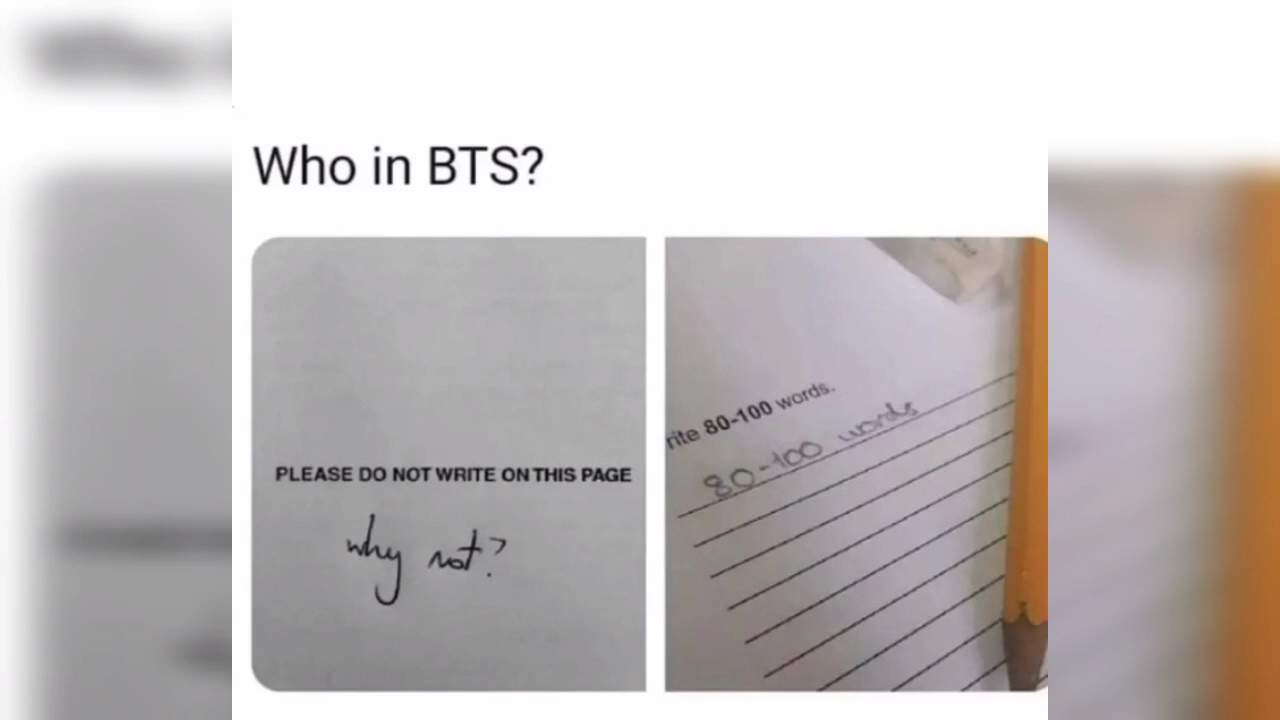 Who in BTS?
PLEASE DO NOT WRITE ON THIS PAGE
why not?
rite 80-100 words.
80-100 words